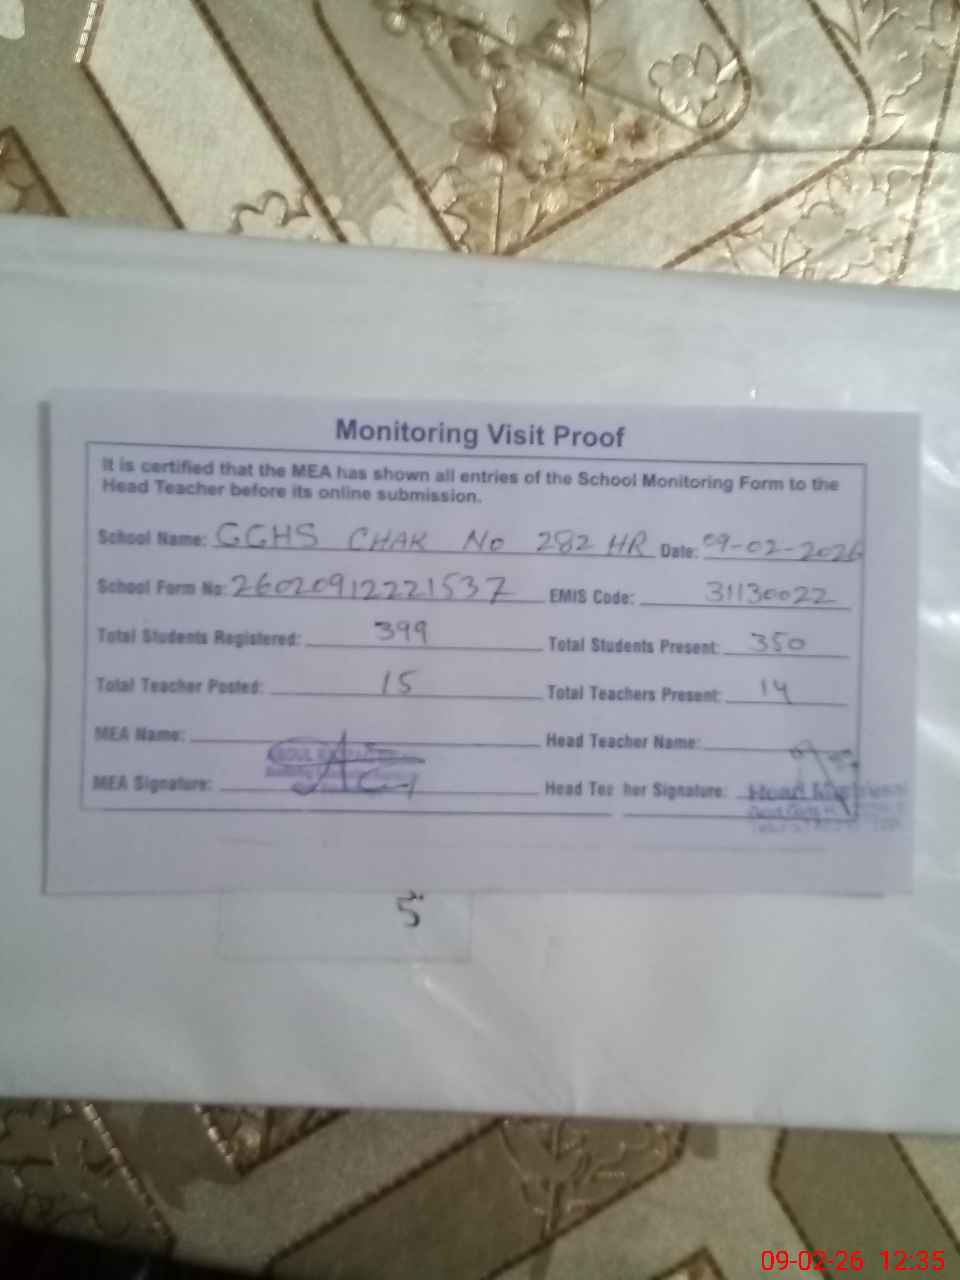 Monitoring Visit Proof
It is certified that the MEA has shown all entries of the School Monitoring Form to the
Head Teacher before its online submission.
School Name: GGHS CHAK No 282 HR Date: 09-02-2026
School Form No: 26020912221537 EMIS Code: 31130022
Total Students Registered: 399 Total Students Present: 350
Total Teacher Posted: 15 Total Teachers Present: 14
MEA Name: Head Teacher Name:
MEA Signature: Head Teacher Signature:
Head
5
09-02-26 12:35